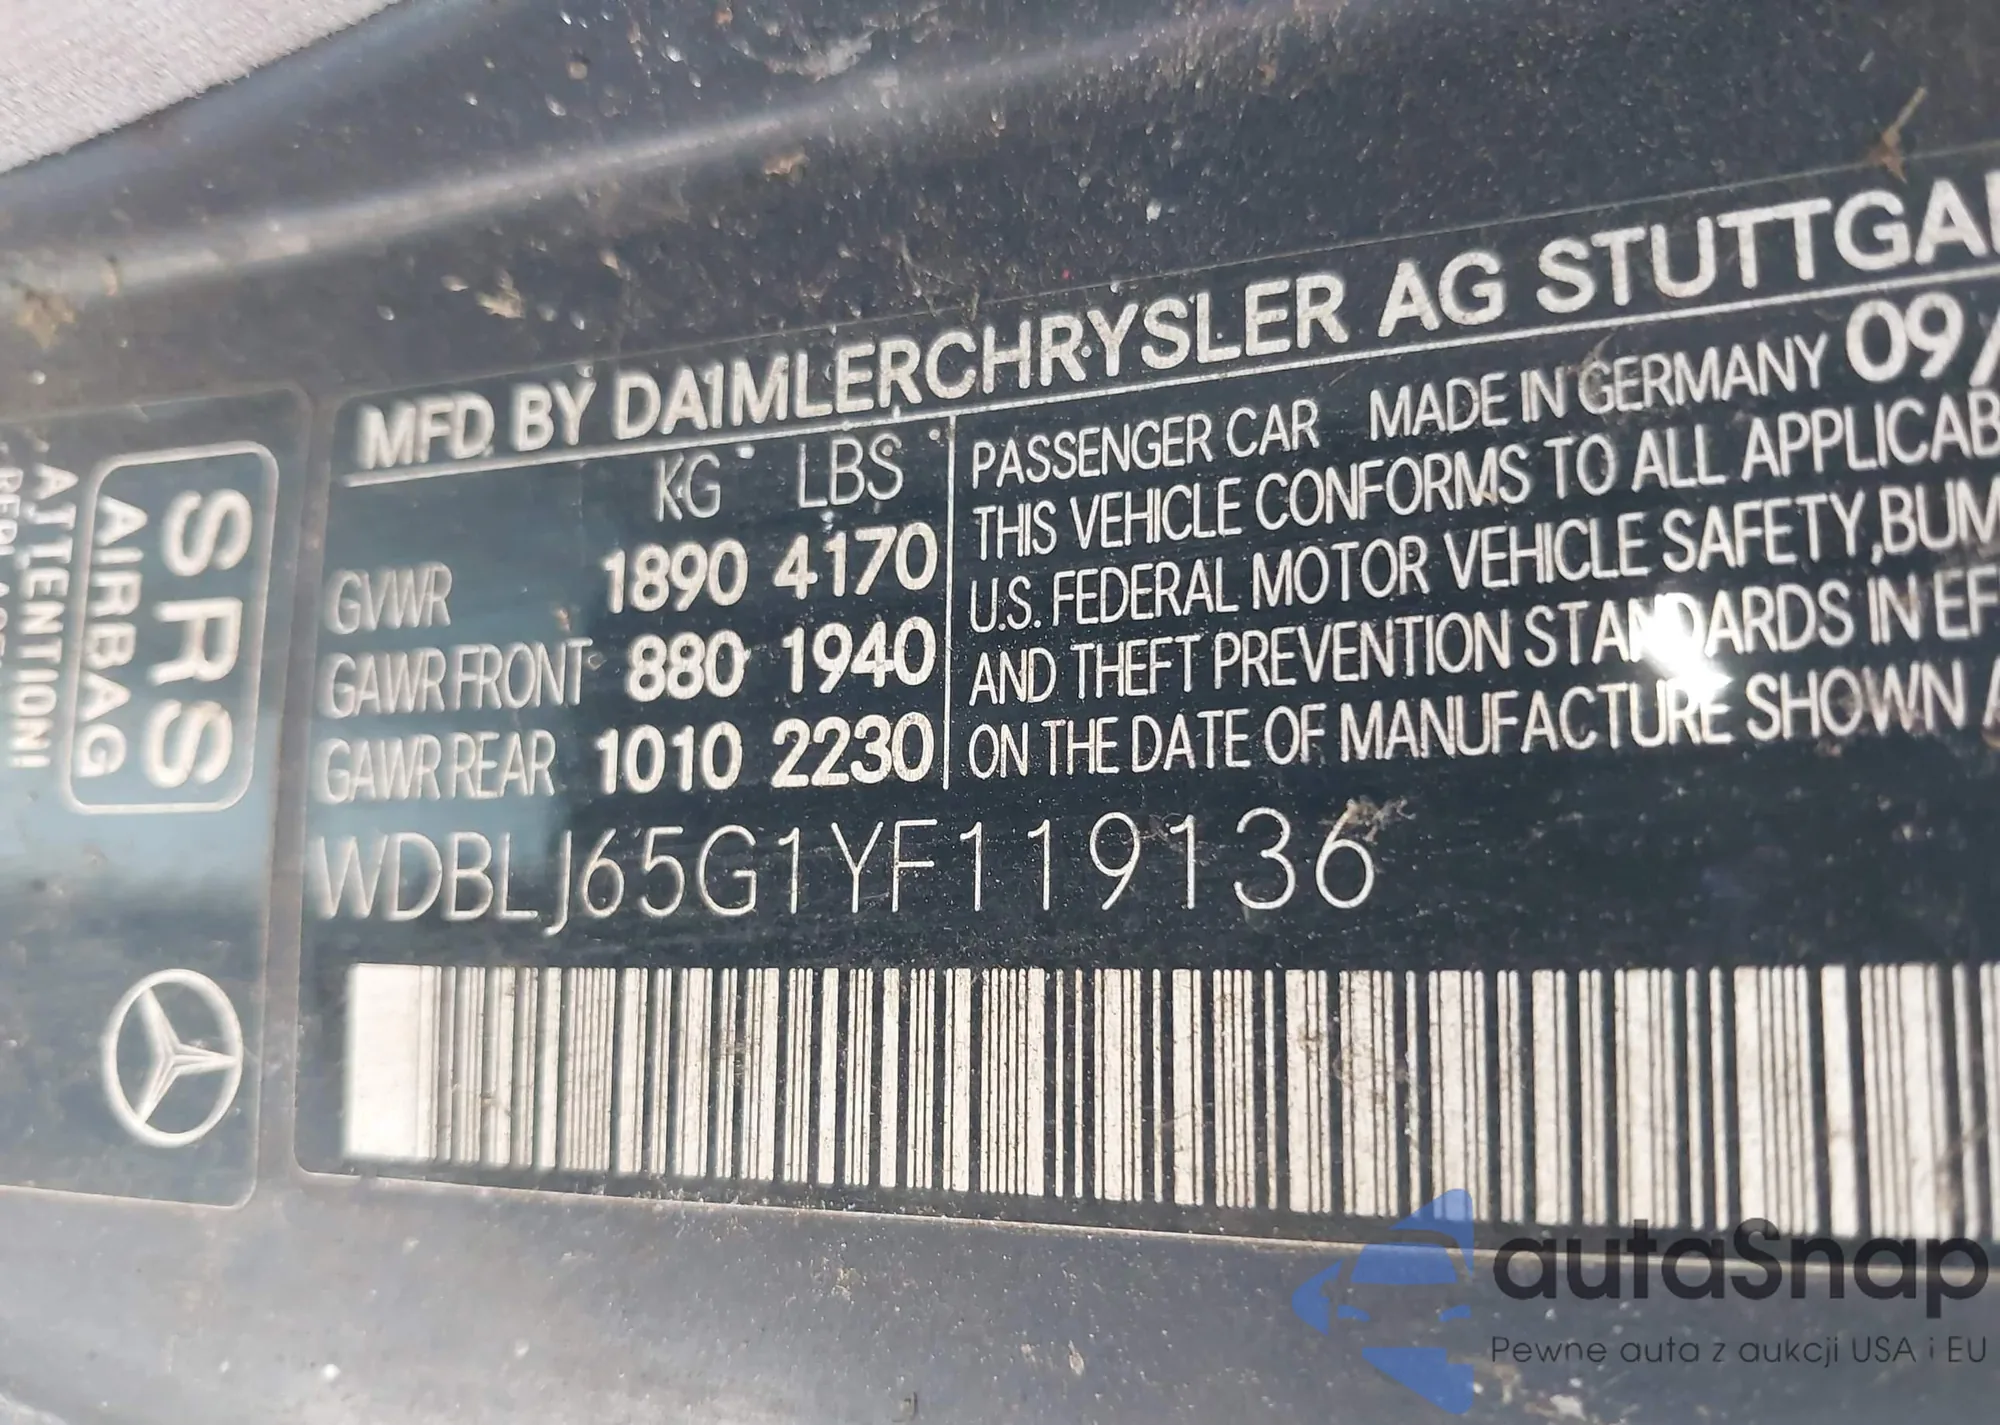 MFD. BY DAIMLERCHRYSLER AG STUTTGA
KG LBS
GVWR 1890 4170
GAWR FRONT 880 1940
GAWR REAR 1010 2230
PASSENGER CAR MADE IN GERMANY 09/
THIS VEHICLE CONFORMS TO ALL APPLICAB
U.S. FEDERAL MOTOR VEHICLE SAFETY,BUM
AND THEFT PREVENTION STANDARDS IN EF
ON THE DATE OF MANUFACTURE SHOWN A
WDBLJ65G1YF119136
SRS
AIRBAG
ATTENTION!
autaSnap
Pewne auta z aukcji USA i EU